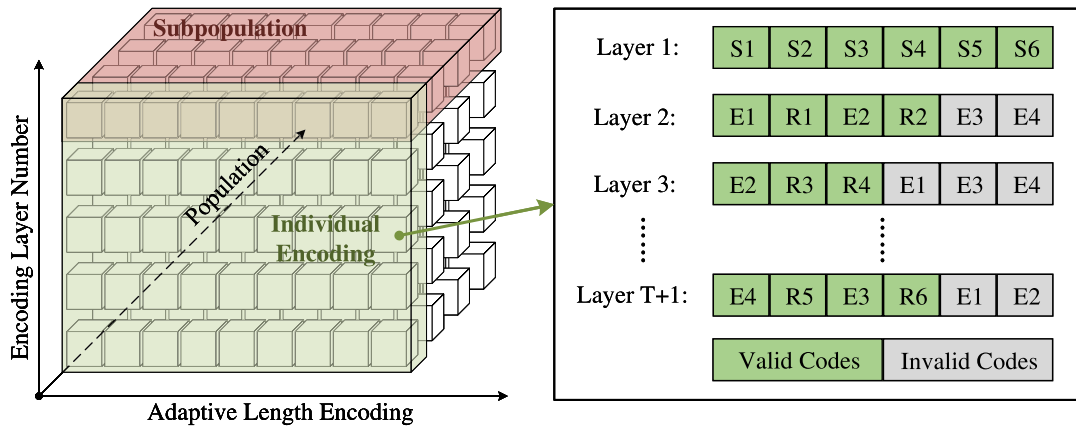 Subpopulation
Encoding Layer Number
Population
Individual
Encoding
Adaptive Length Encoding
Layer 1: S1 S2 S3 S4 S5 S6
Layer 2: E1 R1 E2 R2 E3 E4
Layer 3: E2 R3 R4 E1 E3 E4
Layer T+1: E4 R5 E3 R6 E1 E2
Valid Codes Invalid Codes